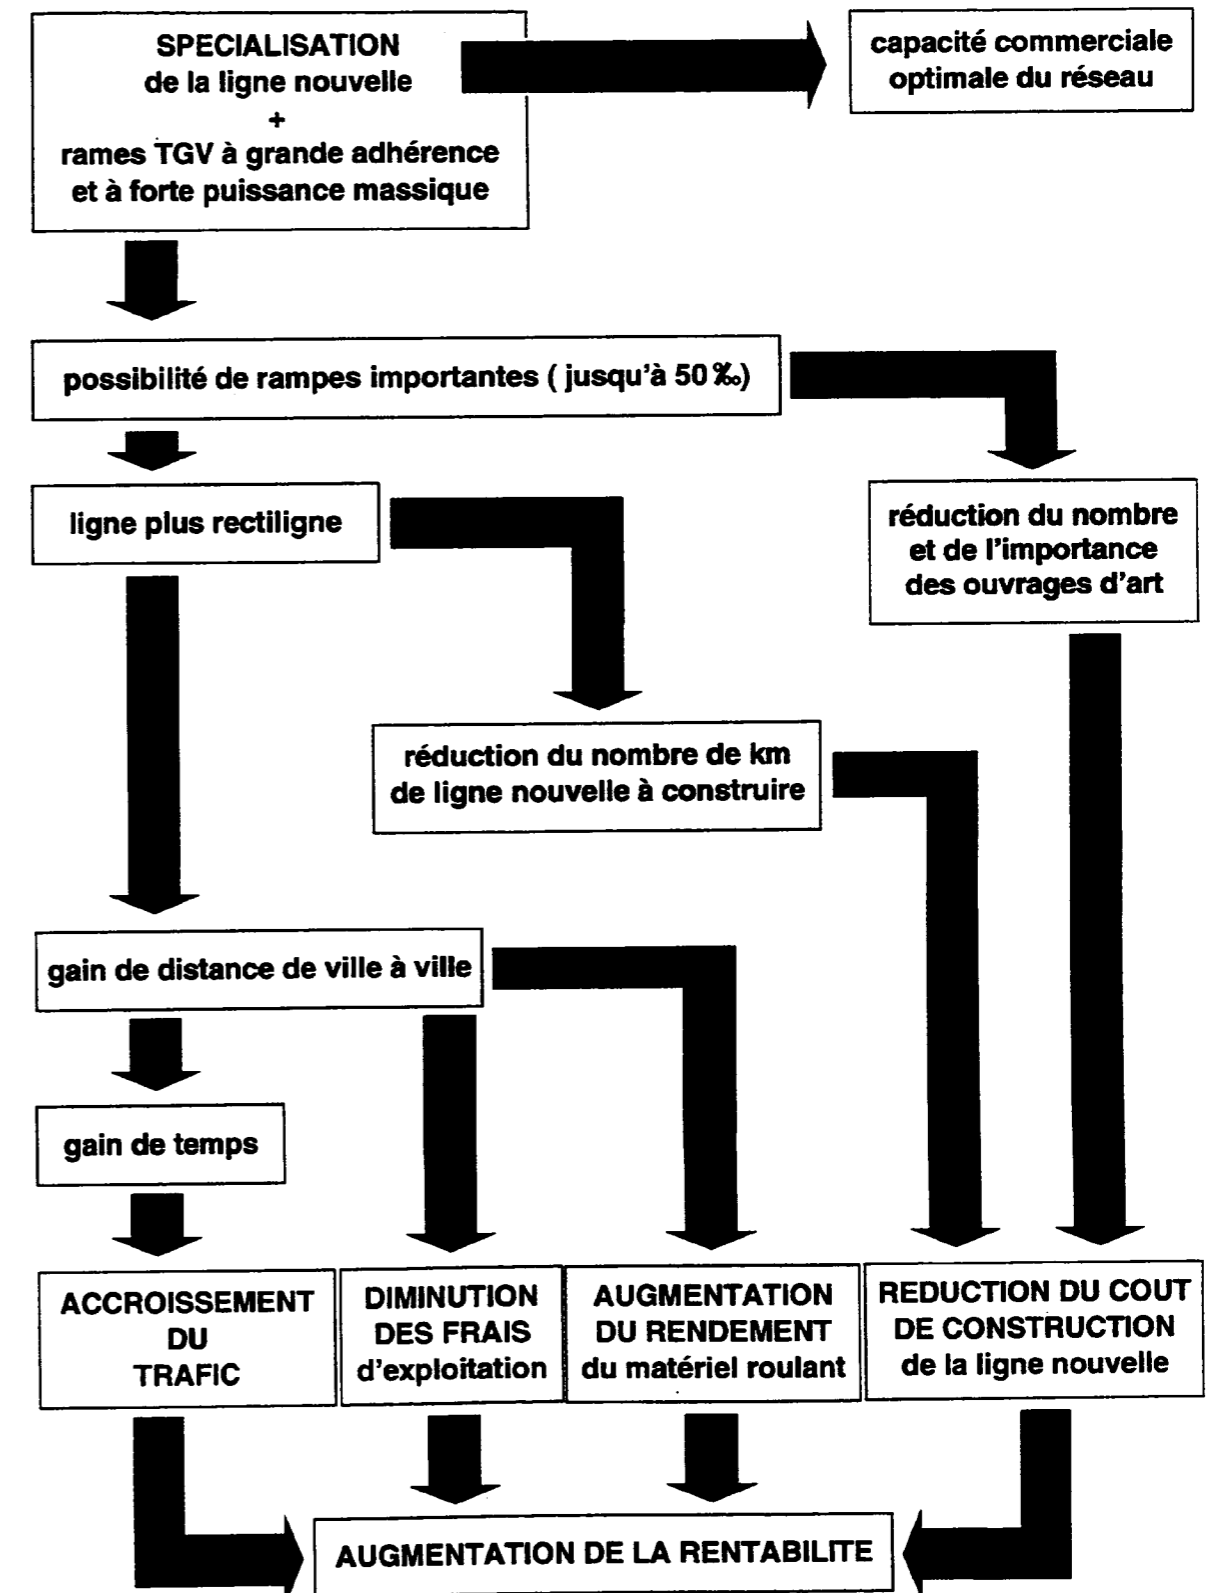 SPECIALISATION
de la ligne nouvelle
+
rames TGV à grande adhérence
et à forte puissance massique
capacité commerciale
optimale du réseau
possibilité de rampes importantes ( jusqu'à 50 ‰)
ligne plus rectiligne
réduction du nombre
et de l'importance
des ouvrages d'art
réduction du nombre de km
de ligne nouvelle à construire
gain de distance de ville à ville
gain de temps
ACCROISSEMENT
DU
TRAFIC
DIMINUTION
DES FRAIS
d'exploitation
AUGMENTATION
DU RENDEMENT
du matériel roulant
REDUCTION DU COUT
DE CONSTRUCTION
de la ligne nouvelle
AUGMENTATION DE LA RENTABILITE